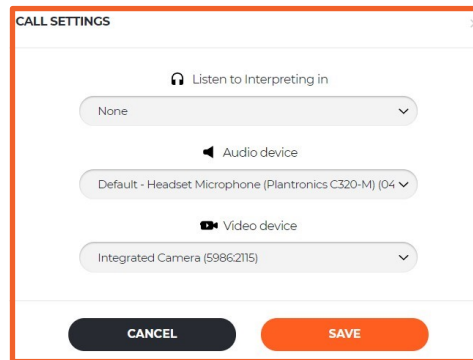 CALL SETTINGS
Listen to Interpreting in
None
Audio device
Default - Headset Microphone (Plantronics C320-M) (04
Video device
Integrated Camera (5986:2115)
CANCEL
SAVE